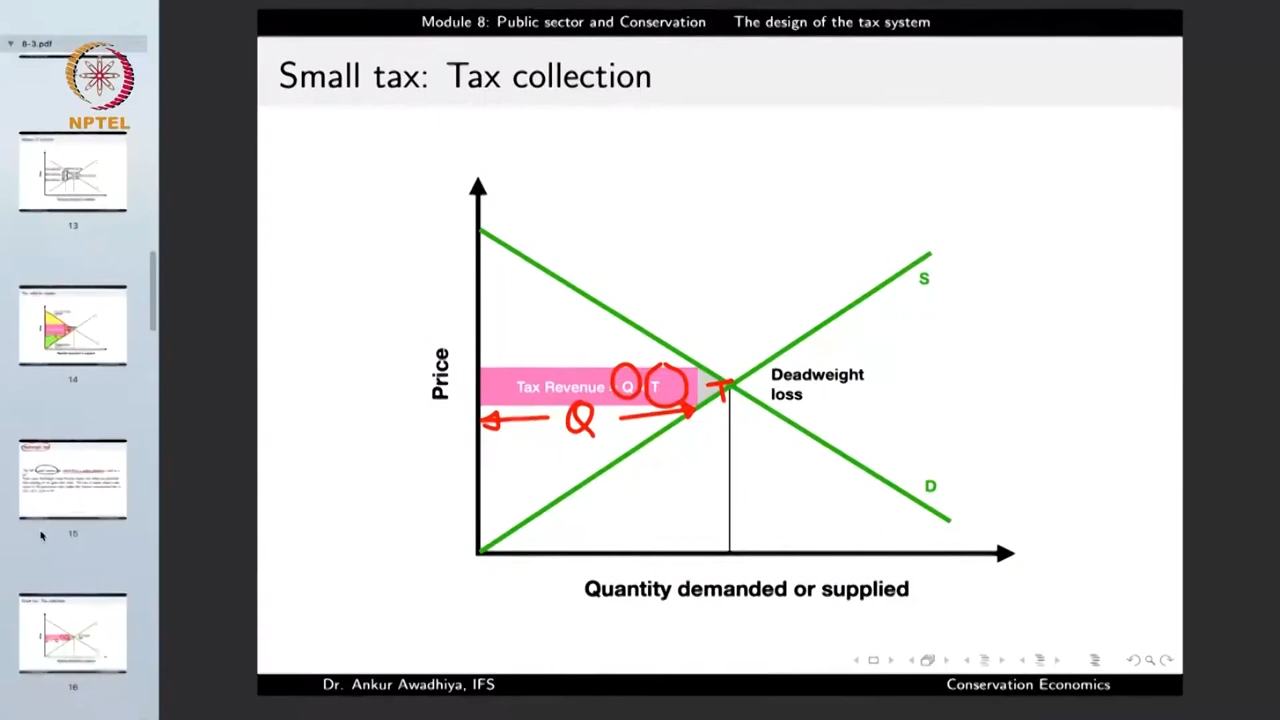 Module 8: Public sector and Conservation The design of the tax system
8-3.pdf
NPTEL
Small tax: Tax collection
13
14
15
16
S
Price
Tax Revenue = Q T
T
Q
Deadweight
loss
D
Quantity demanded or supplied
Dr. Ankur Awadhiya, IFS
Conservation Economics